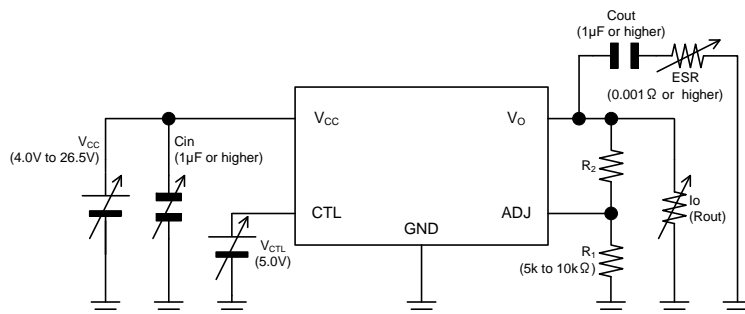 Cout
(1µF or higher)
ESR
(0.001Ω or higher)
VCC
VO
VCC
(4.0V to 26.5V)
Cin
(1µF or higher)
R2
Io
(Rout)
CTL
ADJ
GND
VCTL
(5.0V)
R1
(5k to 10kΩ)